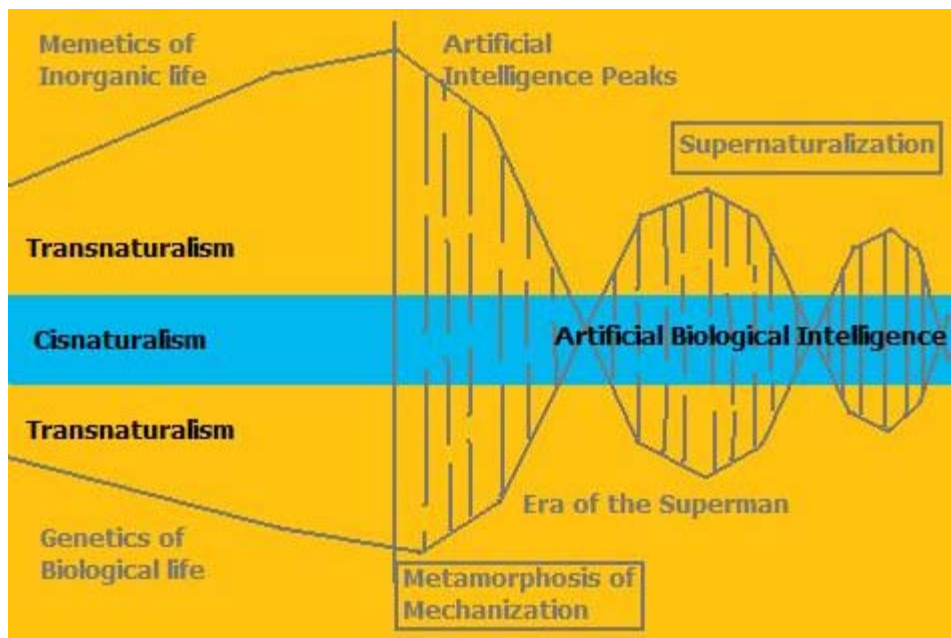 Memetics of
Inorganic life
Artificial
Intelligence Peaks
Supernaturalization
Transnaturalism
Cisnaturalism
Artificial Biological Intelligence
Transnaturalism
Era of the Superman
Genetics of
Biological life
Metamorphosis of
Mechanization